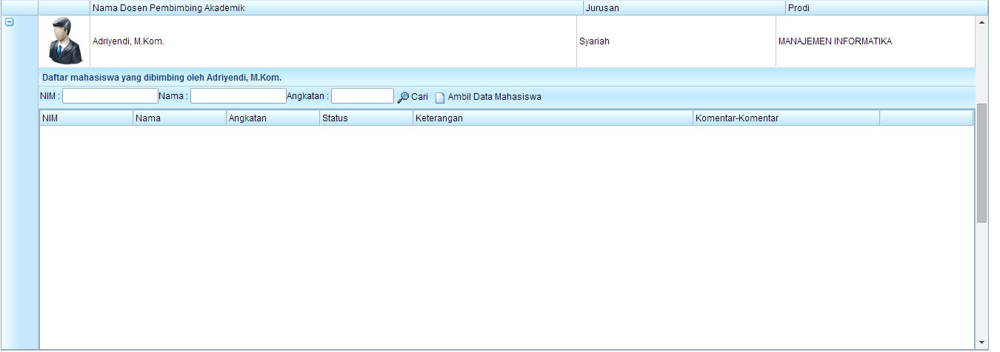 Nama Dosen Pembimbing Akademik Jurusan Prodi
Adriyendi, M.Kom. Syariah MANAJEMEN INFORMATIKA
Daftar mahasiswa yang dibimbing oleh Adriyendi, M.Kom.
NIM : Nama : Angkatan : Cari Ambil Data Mahasiswa
NIM Nama Angkatan Status Keterangan Komentar-Komentar